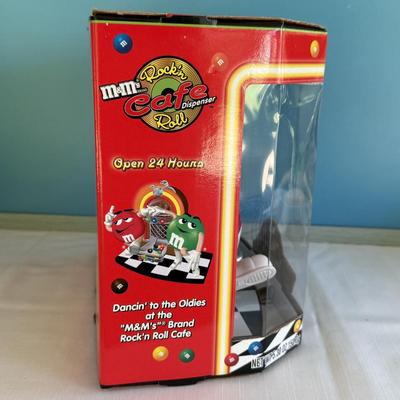 Rock'n
m&m's
Cafe
Dispenser
Roll
Open 24 Hours
m
m
Dancin' to the Oldies
at the
"M&M's"® Brand
Rock'n Roll Cafe